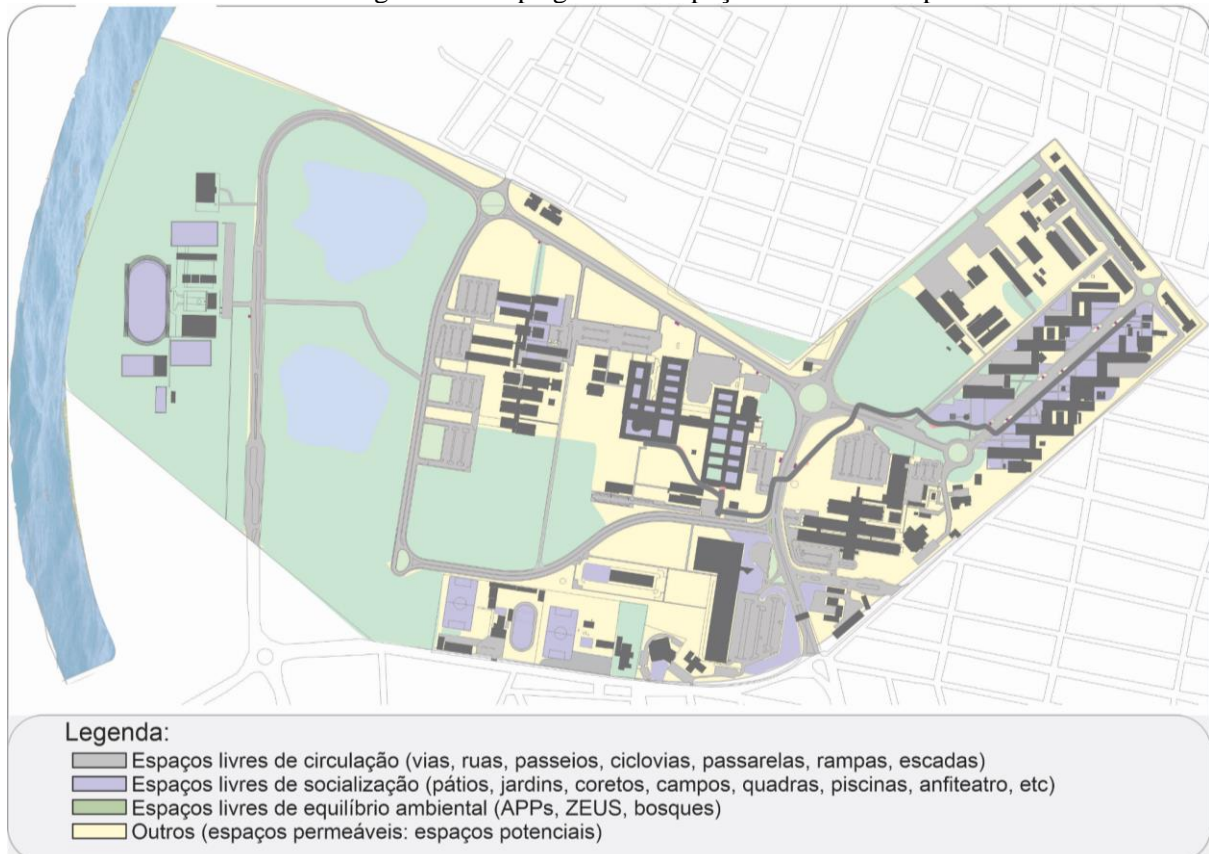 Legenda:
Espaços livres de circulação (vias, ruas, passeios, ciclovias, passarelas, rampas, escadas)
Espaços livres de socialização (pátios, jardins, coretos, campos, quadras, piscinas, anfiteatro, etc)
Espaços livres de equilíbrio ambiental (APPs, ZEUS, bosques)
Outros (espaços permeáveis: espaços potenciais)